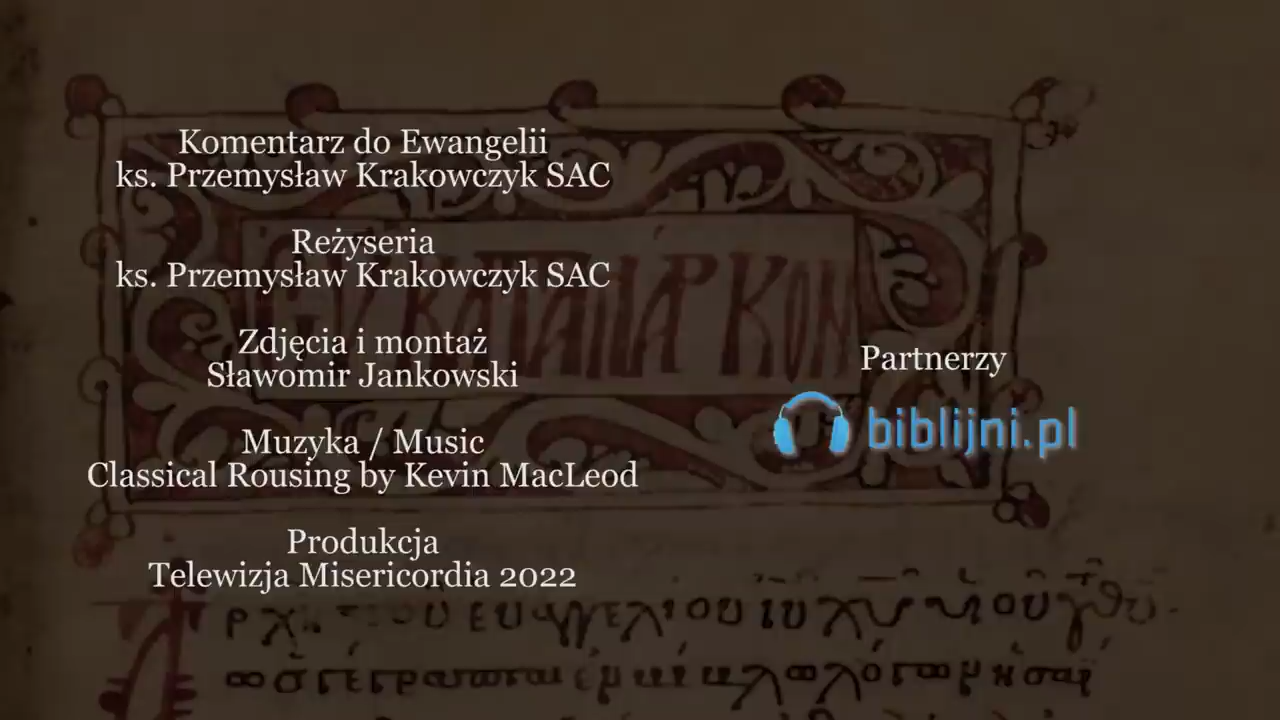 Komentarz do Ewangelii
ks. Przemysław Krakowczyk SAC
Reżyseria
ks. Przemysław Krakowczyk SAC
Zdjęcia i montaż
Sławomir Jankowski
Muzyka / Music
Classical Rousing by Kevin MacLeod
Produkcja
Telewizja Misericordia 2022
Partnerzy
biblijni.pl